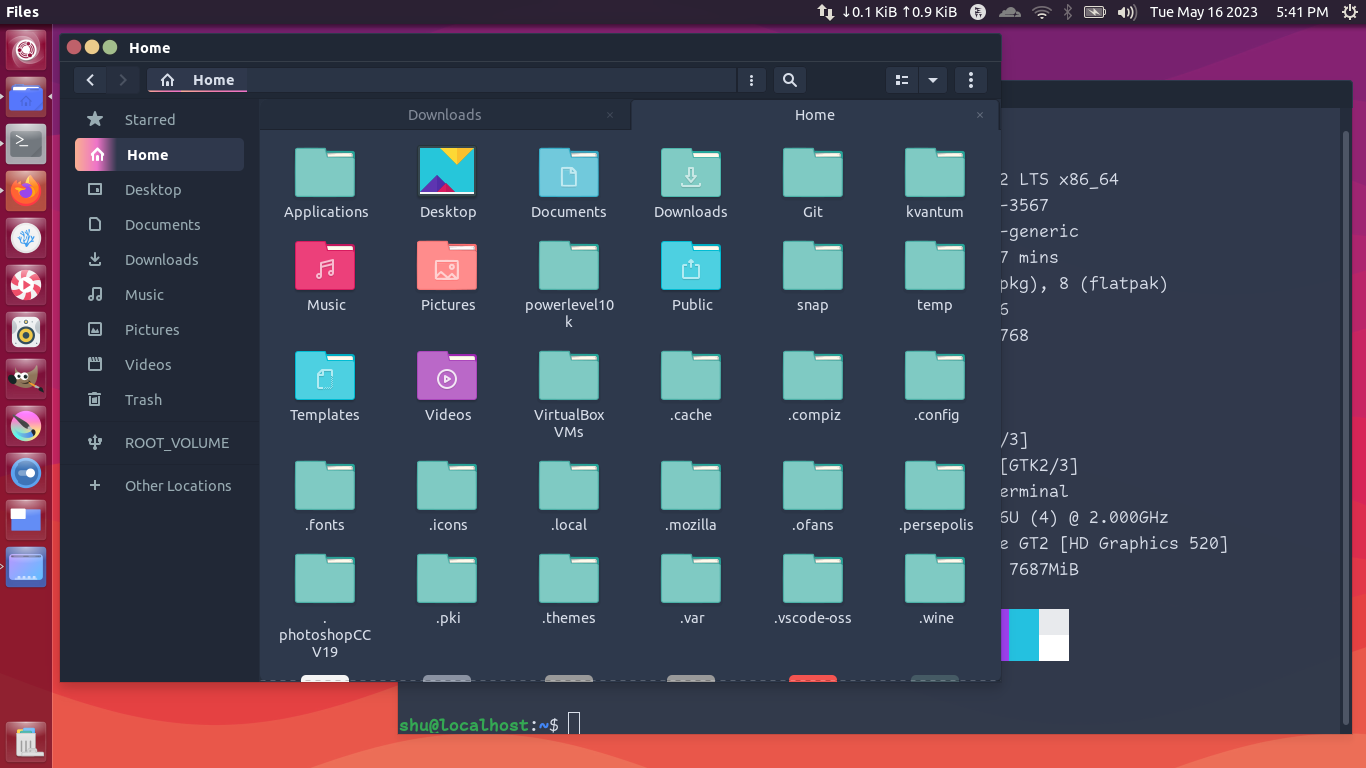 Files
↓0.1 KiB ↑0.9 KiB
Tue May 16 2023
5:41 PM
Home
Home
Starred
Home
Desktop
Documents
Downloads
Music
Pictures
Videos
Trash
ROOT_VOLUME
Other Locations
Downloads
Home
Applications
Desktop
Documents
Downloads
Git
kvantum
Music
Pictures
powerlevel10
k
Public
snap
temp
Templates
Videos
VirtualBox
VMs
.cache
.compiz
.config
.fonts
.icons
.local
.mozilla
.ofans
.persepolis
.
photoshopCC
V19
.pki
.themes
.var
.vscode-oss
.wine
2 LTS x86_64
-3567
-generic
7 mins
pkg), 8 (flatpak)
6
768
/3]
[GTK2/3]
erminal
6U (4) @ 2.000GHz
e GT2 [HD Graphics 520]
7687MiB
shu@localhost:~$